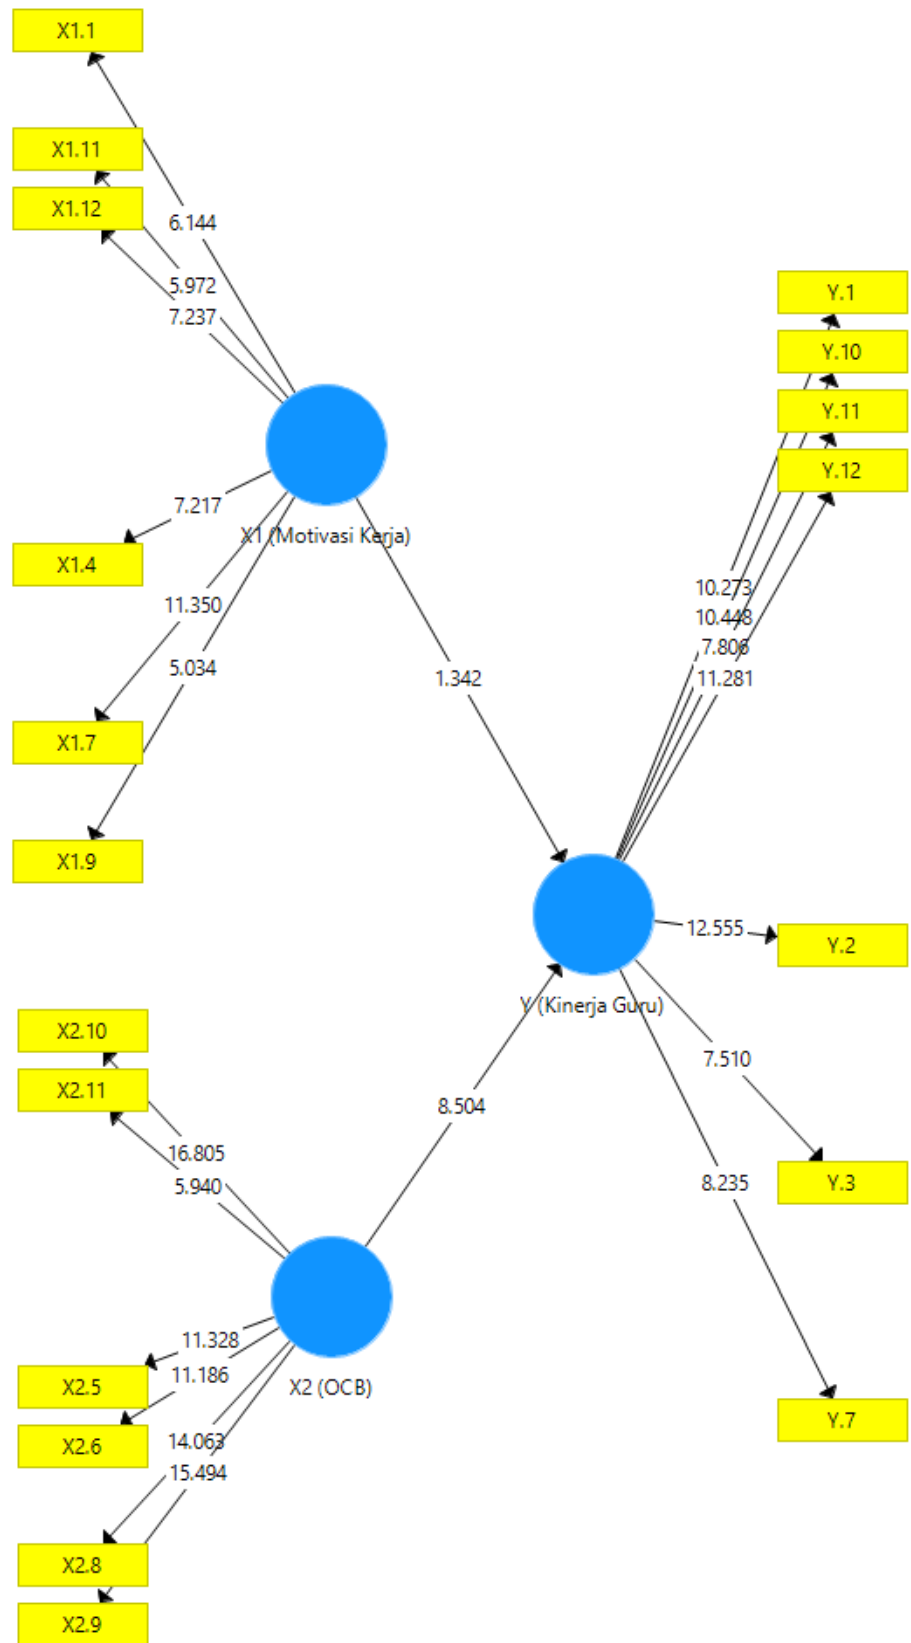 X1.1
X1.11
X1.12
6.144
5.972
7.237
X1 (Motivasi Kerja)
7.217
X1.4
11.350
5.034
X1.7
X1.9
1.342
Y.1
Y.10
Y.11
Y.12
10.273
10.448
7.806
11.281
12.555
Y.2
Y (Kinerja Guru)
7.510
Y.3
8.235
Y.7
8.504
X2.10
X2.11
16.805
5.940
X2 (OCB)
11.328
X2.5
11.186
X2.6
14.063
15.494
X2.8
X2.9